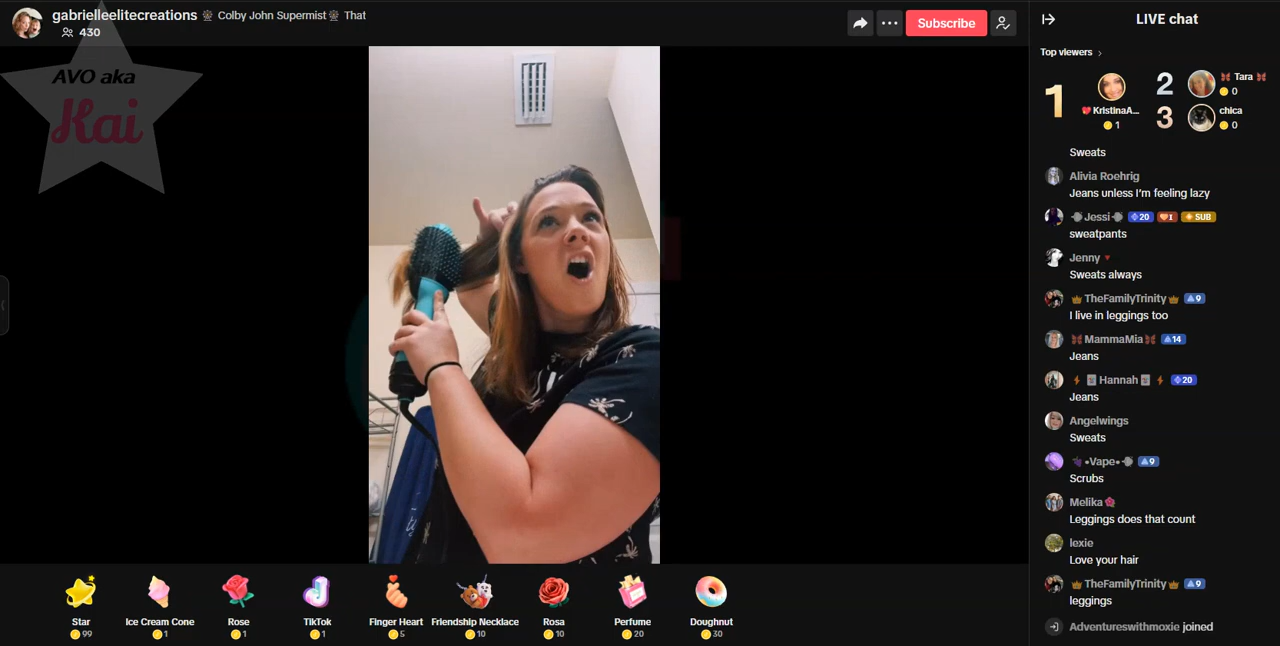 gabrielleelitecreations Colby John Supermist That
430
Subscribe
AVO aka
Kai
LIVE chat
Top viewers >
1
KristinaA...
1
2
Tara
0
3
chica
0
Sweats
Alivia Roehrig
Jeans unless I'm feeling lazy
Jessi 20 I SUB
sweatpants
Jenny
Sweats always
TheFamilyTrinity 9
I live in leggings too
MammaMia 14
Jeans
Hannah 20
Jeans
Angelwings
Sweats
•Vape• 9
Scrubs
Melika
Leggings does that count
lexie
Love your hair
TheFamilyTrinity 9
leggings
Adventureswithmoxie joined
Star
99
Ice Cream Cone
1
Rose
1
TikTok
1
Finger Heart
5
Friendship Necklace
10
Rosa
10
Perfume
20
Doughnut
30